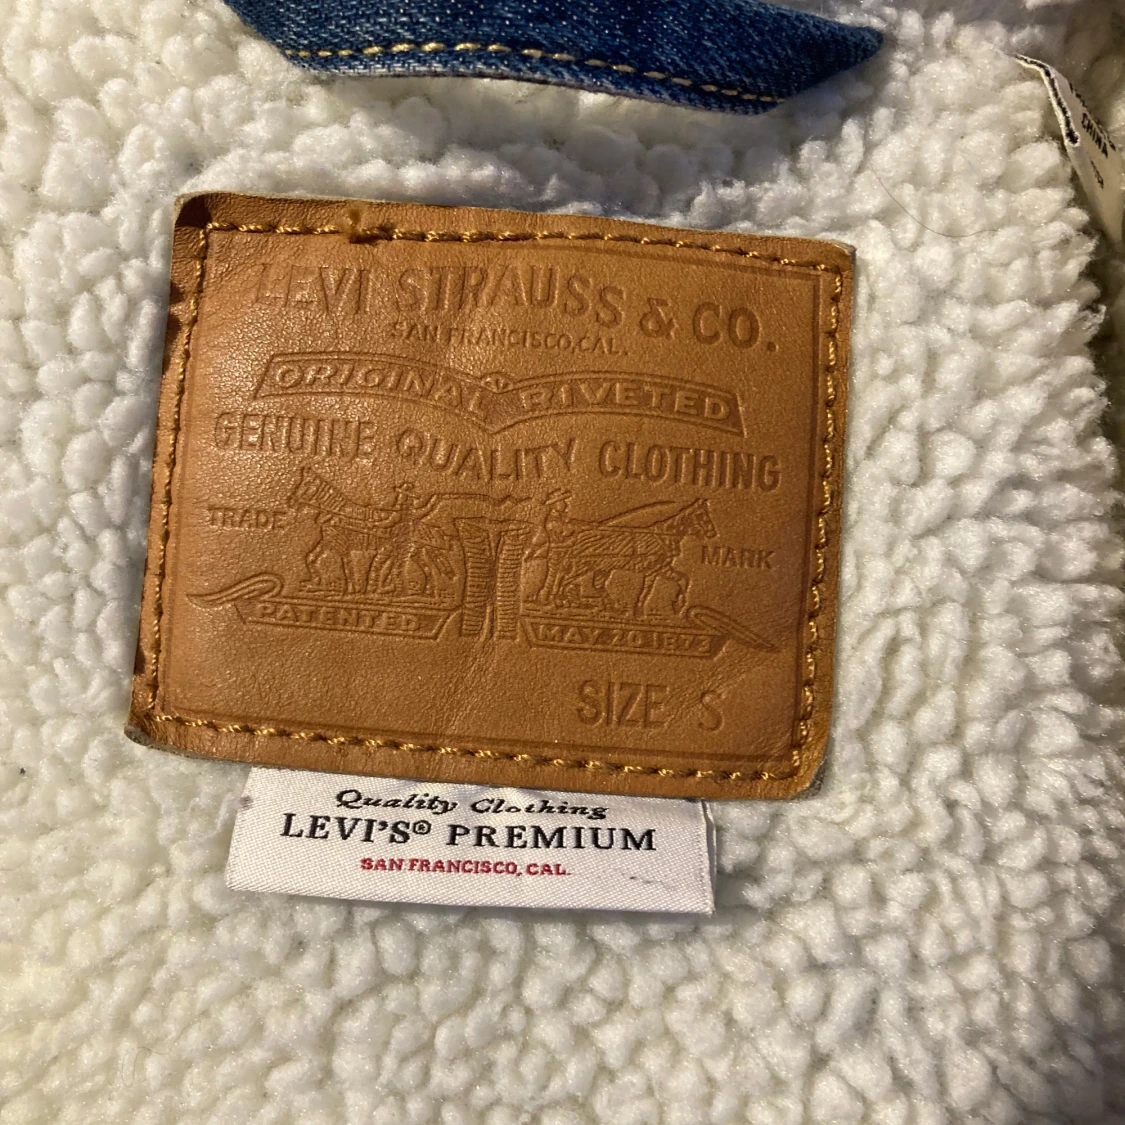 LEVI STRAUSS & CO.
SAN FRANCISCO, CAL.
ORIGINAL RIVETED
GENUINE QUALITY CLOTHING
TRADE MARK
PATENTED MAY 20 1873
SIZE S
Quality Clothing
LEVI'S® PREMIUM
SAN FRANCISCO, CAL.
CHINA